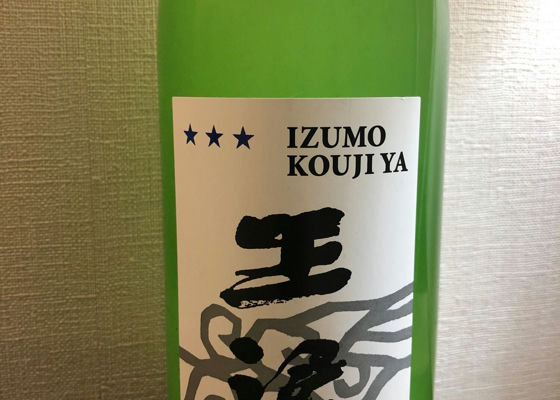 ★★★ IZUMO
KOUJI YA
王